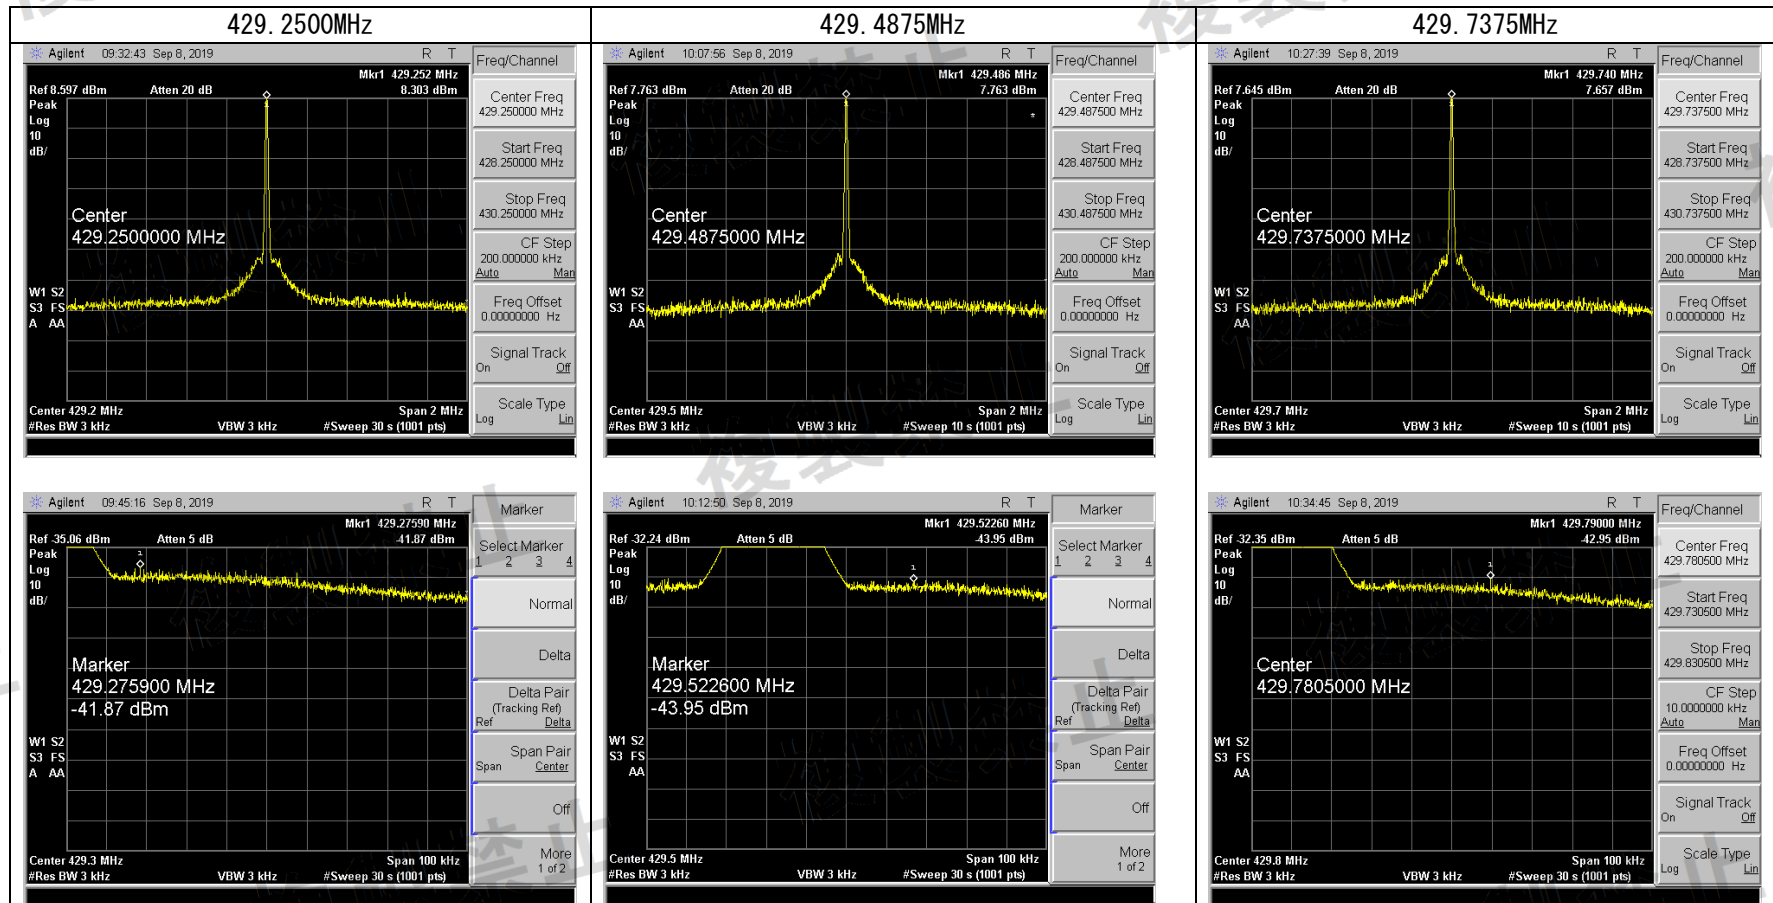 429.2500MHz
429.4875MHz
429.7375MHz
Agilent 09:32:43 Sep 8, 2019 R T
Freq/Channel
Mkr1 429.252 MHz
Ref 8.597 dBm Atten 20 dB 8.303 dBm
Peak
Log
10
dB/
Center
429.2500000 MHz
W1 S2
S3 FS
A AA
Center 429.2 MHz Span 2 MHz
#Res BW 3 kHz VBW 3 kHz #Sweep 30 s (1001 pts)
Center Freq
429.250000 MHz
Start Freq
428.250000 MHz
Stop Freq
430.250000 MHz
CF Step
200.000000 kHz
Auto Man
Freq Offset
0.00000000 Hz
Signal Track
On Off
Scale Type
Log Lin
Agilent 10:07:56 Sep 8, 2019 R T
Freq/Channel
Mkr1 429.486 MHz
Ref 7.763 dBm Atten 20 dB 7.763 dBm
Peak
Log
10
dB/
*
Center
429.4875000 MHz
W1 S2
S3 FS
AA
Center 429.5 MHz Span 2 MHz
#Res BW 3 kHz VBW 3 kHz #Sweep 10 s (1001 pts)
Center Freq
429.487500 MHz
Start Freq
428.487500 MHz
Stop Freq
430.487500 MHz
CF Step
200.000000 kHz
Auto Man
Freq Offset
0.00000000 Hz
Signal Track
On Off
Scale Type
Log Lin
Agilent 10:27:39 Sep 8, 2019 R T
Freq/Channel
Mkr1 429.740 MHz
Ref 7.645 dBm Atten 20 dB 7.657 dBm
Peak
Log
10
dB/
Center
429.7375000 MHz
W1 S2
S3 FS
AA
Center 429.7 MHz Span 2 MHz
#Res BW 3 kHz VBW 3 kHz #Sweep 10 s (1001 pts)
Center Freq
429.737500 MHz
Start Freq
428.737500 MHz
Stop Freq
430.737500 MHz
CF Step
200.000000 kHz
Auto Man
Freq Offset
0.00000000 Hz
Signal Track
On Off
Scale Type
Log Lin
Agilent 09:45:16 Sep 8, 2019 R T
Marker
Mkr1 429.27590 MHz
Ref -35.06 dBm Atten 5 dB -41.87 dBm
Peak
Log
10
dB/
1
Marker
429.275900 MHz
-41.87 dBm
W1 S2
S3 FS
A AA
Center 429.3 MHz Span 100 kHz
#Res BW 3 kHz VBW 3 kHz #Sweep 30 s (1001 pts)
Select Marker
1 2 3 4
Normal
Delta
Delta Pair
(Tracking Ref)
Ref Delta
Span Pair
Span Center
Off
More
1 of 2
Agilent 10:12:50 Sep 8, 2019 R T
Marker
Mkr1 429.52260 MHz
Ref -32.24 dBm Atten 5 dB -43.95 dBm
Peak
Log
10
dB/
1
Marker
429.522600 MHz
-43.95 dBm
W1 S2
S3 FS
AA
Center 429.5 MHz Span 100 kHz
#Res BW 3 kHz VBW 3 kHz #Sweep 30 s (1001 pts)
Select Marker
1 2 3 4
Normal
Delta
Delta Pair
(Tracking Ref)
Ref Delta
Span Pair
Span Center
Off
More
1 of 2
Agilent 10:34:45 Sep 8, 2019 R T
Freq/Channel
Mkr1 429.79000 MHz
Ref -32.35 dBm Atten 5 dB -42.95 dBm
Peak
Log
10
dB/
1
Center
429.7805000 MHz
W1 S2
S3 FS
AA
Center 429.8 MHz Span 100 kHz
#Res BW 3 kHz VBW 3 kHz #Sweep 30 s (1001 pts)
Center Freq
429.780500 MHz
Start Freq
429.730500 MHz
Stop Freq
429.830500 MHz
CF Step
10.0000000 kHz
Auto Man
Freq Offset
0.00000000 Hz
Signal Track
On Off
Scale Type
Log Lin
複製禁止